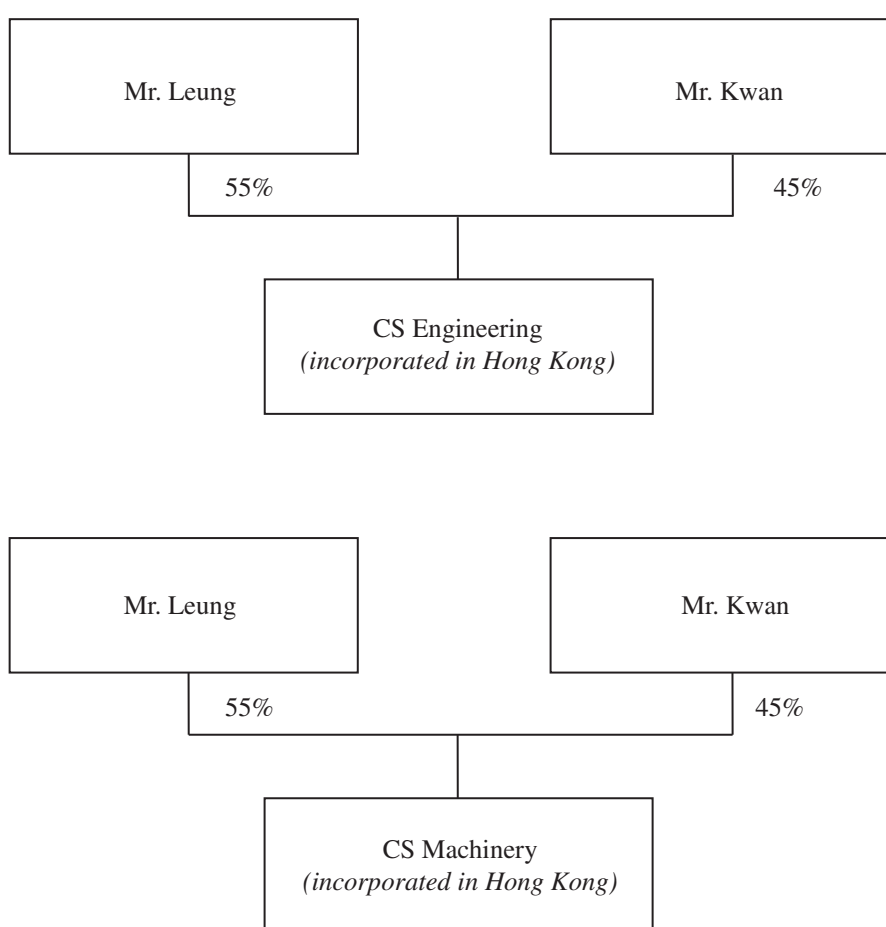 Mr. Leung
Mr. Kwan
55%
45%
CS Engineering
(incorporated in Hong Kong)
Mr. Leung
Mr. Kwan
55%
45%
CS Machinery
(incorporated in Hong Kong)